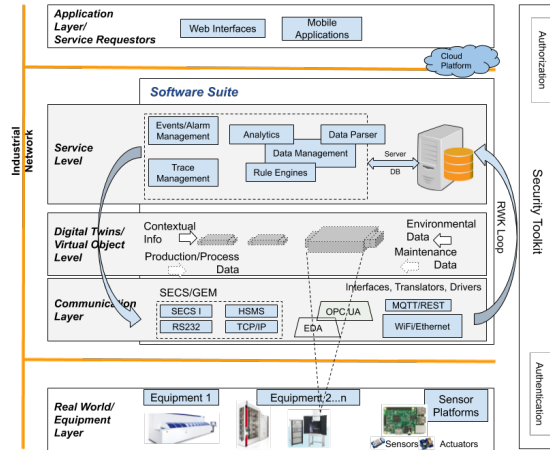 Application
Layer/
Service Requestors
Web Interfaces
Mobile
Applications
Cloud
Platform
Authorization
Industrial
Network
Software Suite
Service
Level
Events/Alarm
Management
Trace
Management
Analytics
Data Parser
Data Management
Rule Engines
Server
DB
RWK Loop
Security Toolkit
Digital Twins/
Virtual Object
Level
Contextual
Info
Production/Process
Data
Environmental
Data
Maintenance
Data
Communication
Layer
SECS/GEM
SECS I
HSMS
RS232
TCP/IP
Interfaces, Translators, Drivers
OPC UA
EDA
MQTT/REST
WiFi/Ethernet
Real World/
Equipment
Layer
Equipment 1
Equipment 2...n
Sensor
Platforms
Sensors
Actuators
Authentication